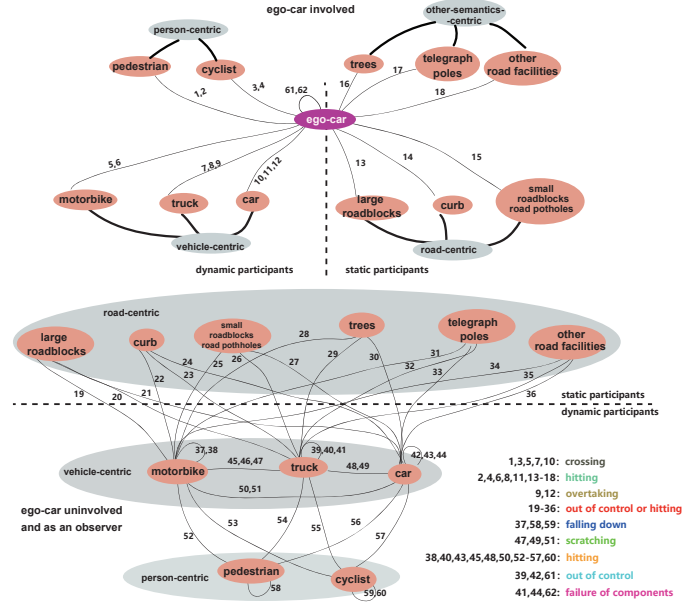 ego-car involved
other-semantics-
-centric
person-centric
pedestrian
cyclist
trees
telegraph
poles
other
road facilities
1,2
3,4
61,62
16
17
18
ego-car
5,6
7,8,9
10,11,12
13
14
15
motorbike
truck
car
large
roadblocks
curb
small
roadblocks
road potholes
vehicle-centric
road-centric
dynamic participants
static participants
road-centric
large
roadblocks
curb
small
roadblocks
road pothholes
trees
telegraph
poles
other
road facilities
28
24
25
26
27
29
30
31
32
33
34
35
36
22
23
19
20
21
static participants
dynamic participants
vehicle-centric
motorbike
37,38
45,46,47
truck
39,40,41
48,49
car
42,43,44
50,51
ego-car uninvolved
and as an observer
52
53
54
55
56
57
person-centric
pedestrian
58
cyclist
59,60
1,3,5,7,10: crossing
2,4,6,8,11,13-18: hitting
9,12: overtaking
19-36: out of control or hitting
37,58,59: falling down
47,49,51: scratching
38,40,43,45,48,50,52-57,60: hitting
39,42,61: out of control
41,44,62: failure of components